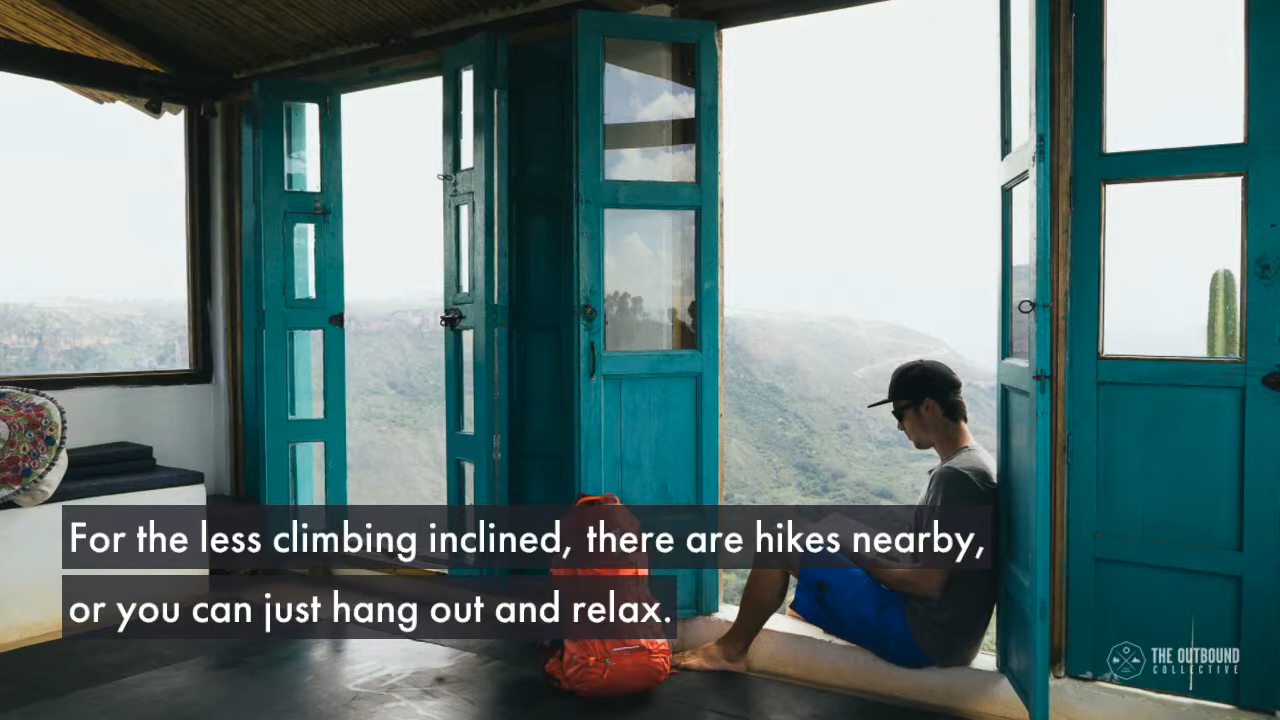 For the less climbing inclined, there are hikes nearby,
or you can just hang out and relax.
THE OUTBOUND
COLLECTIVE